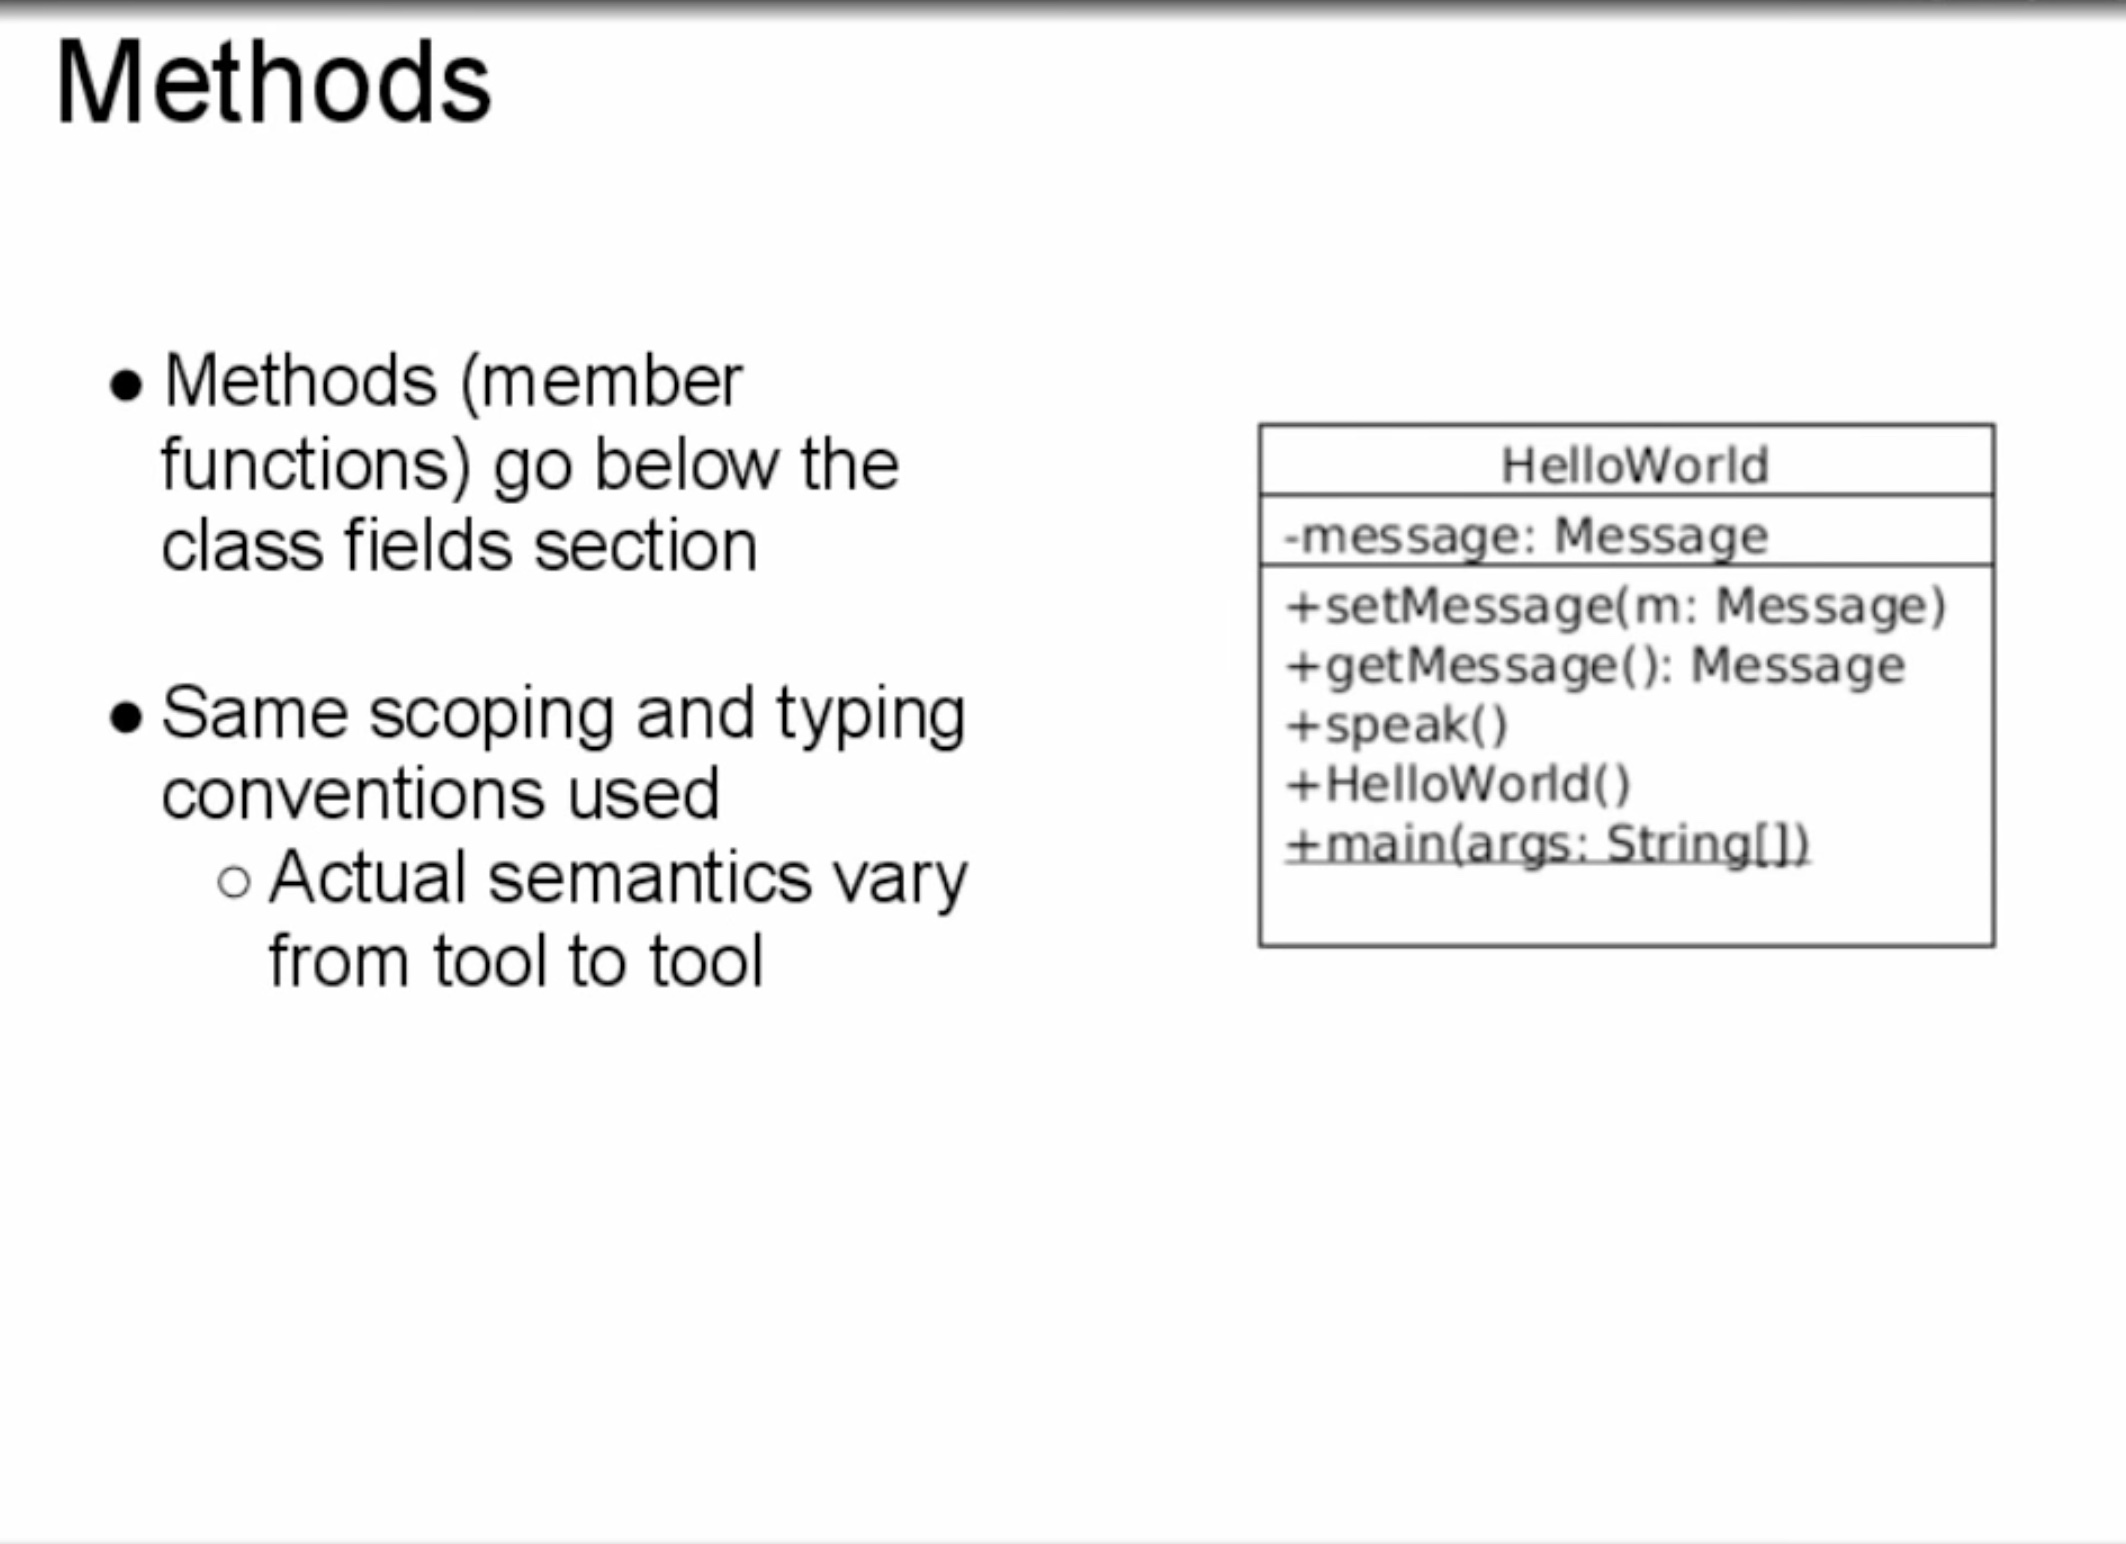 Methods
● Methods (member
functions) go below the
class fields section
● Same scoping and typing
conventions used
○ Actual semantics vary
from tool to tool
HelloWorld
-message: Message
+setMessage(m: Message)
+getMessage(): Message
+speak()
+HelloWorld()
+main(args: String[])